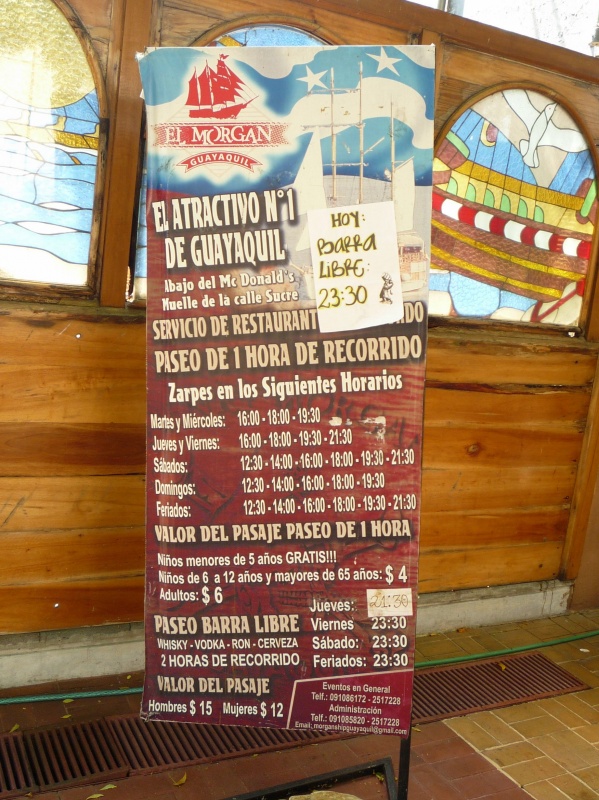 EL MORGAN
GUAYAQUIL
EL ATRACTIVO N°1
DE GUAYAQUIL
Abajo del Mc Donald's
Muelle de la calle Sucre
HOY:
BARRA
LIBRE:
23:30
SERVICIO DE RESTAURANT
PASEO DE 1 HORA DE RECORRIDO
Zarpes en los Siguientes Horarios
Martes y Miércoles: 16:00 - 18:00 - 19:30
Jueves y Viernes: 16:00 - 18:00 - 19:30 - 21:30
Sábados: 12:30 - 14:00 - 16:00 - 18:00 - 19:30 - 21:30
Domingos: 12:30 - 14:00 - 16:00 - 18:00 - 19:30
Feriados: 12:30 - 14:00 - 16:00 - 18:00 - 19:30 - 21:30
VALOR DEL PASAJE PASEO DE 1 HORA
Niños menores de 5 años GRATIS!!!
Niños de 6 a 12 años y mayores de 65 años: $ 4
Adultos: $ 6
PASEO BARRA LIBRE
WHISKY - VODKA - RON - CERVEZA
2 HORAS DE RECORRIDO
Jueves: 21:30
Viernes 23:30
Sábado: 23:30
Feriados: 23:30
VALOR DEL PASAJE
Hombres $ 15 Mujeres $ 12
Eventos en General
Telf.: 091086172 - 2517228
Administración
Telf.: 091085820 - 2517228
Email: morganshipguayaquil@gmail.com